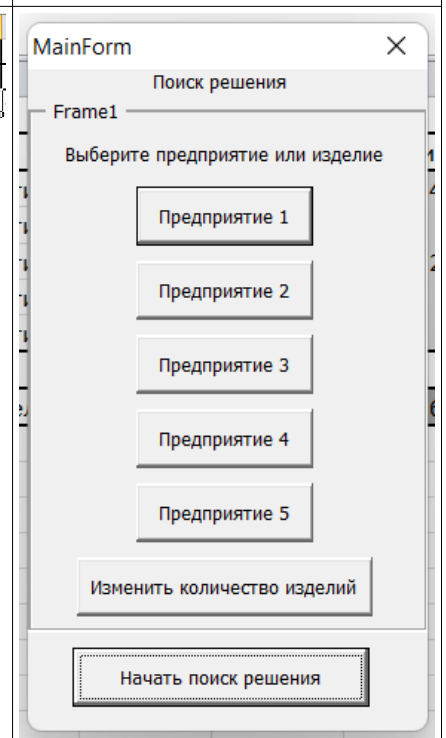 MainForm
Поиск решения
Frame1
Выберите предприятие или изделие
Предприятие 1
Предприятие 2
Предприятие 3
Предприятие 4
Предприятие 5
Изменить количество изделий
Начать поиск решения